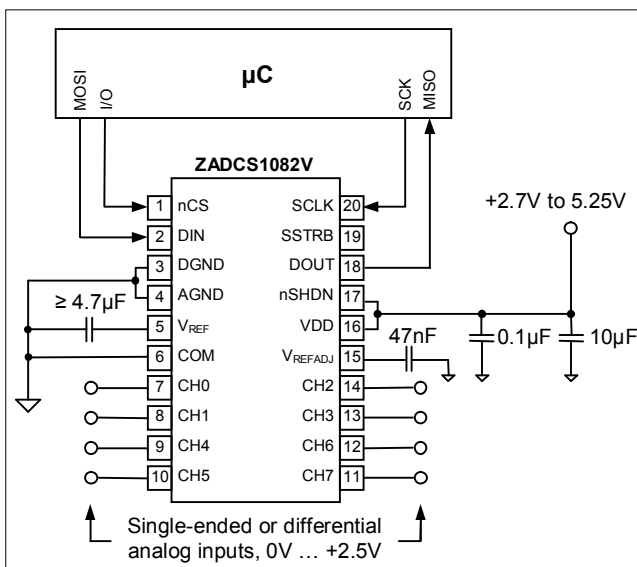 µC
MOSI
I/O
SCK
MISO
ZADCS1082V
1 nCS
SCLK 20
2 DIN
SSTRB 19
3 DGND
DOUT 18
4 AGND
nSHDN 17
5 VREF
VDD 16
6 COM
VREFADJ 15
7 CH0
CH2 14
8 CH1
CH3 13
9 CH4
CH6 12
10 CH5
CH7 11
≥ 4.7µF
47nF
+2.7V to 5.25V
0.1µF
10µF
Single-ended or differential
analog inputs, 0V … +2.5V